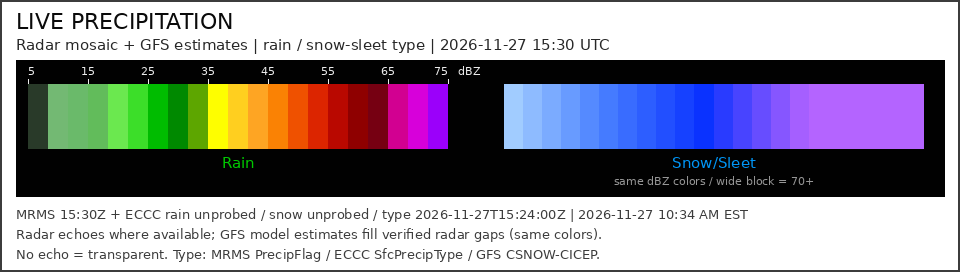 LIVE PRECIPITATION
Radar mosaic + GFS estimates | rain / snow-sleet type | 2026-11-27 15:30 UTC
5 15 25 35 45 55 65 75 dBZ
Rain
Snow/Sleet
same dBZ colors / wide block = 70+
MRMS 15:30Z + ECCC rain unprobed / snow unprobed / type 2026-11-27T15:24:00Z | 2026-11-27 10:34 AM EST
Radar echoes where available; GFS model estimates fill verified radar gaps (same colors).
No echo = transparent. Type: MRMS PrecipFlag / ECCC SfcPrecipType / GFS CSNOW-CICEP.